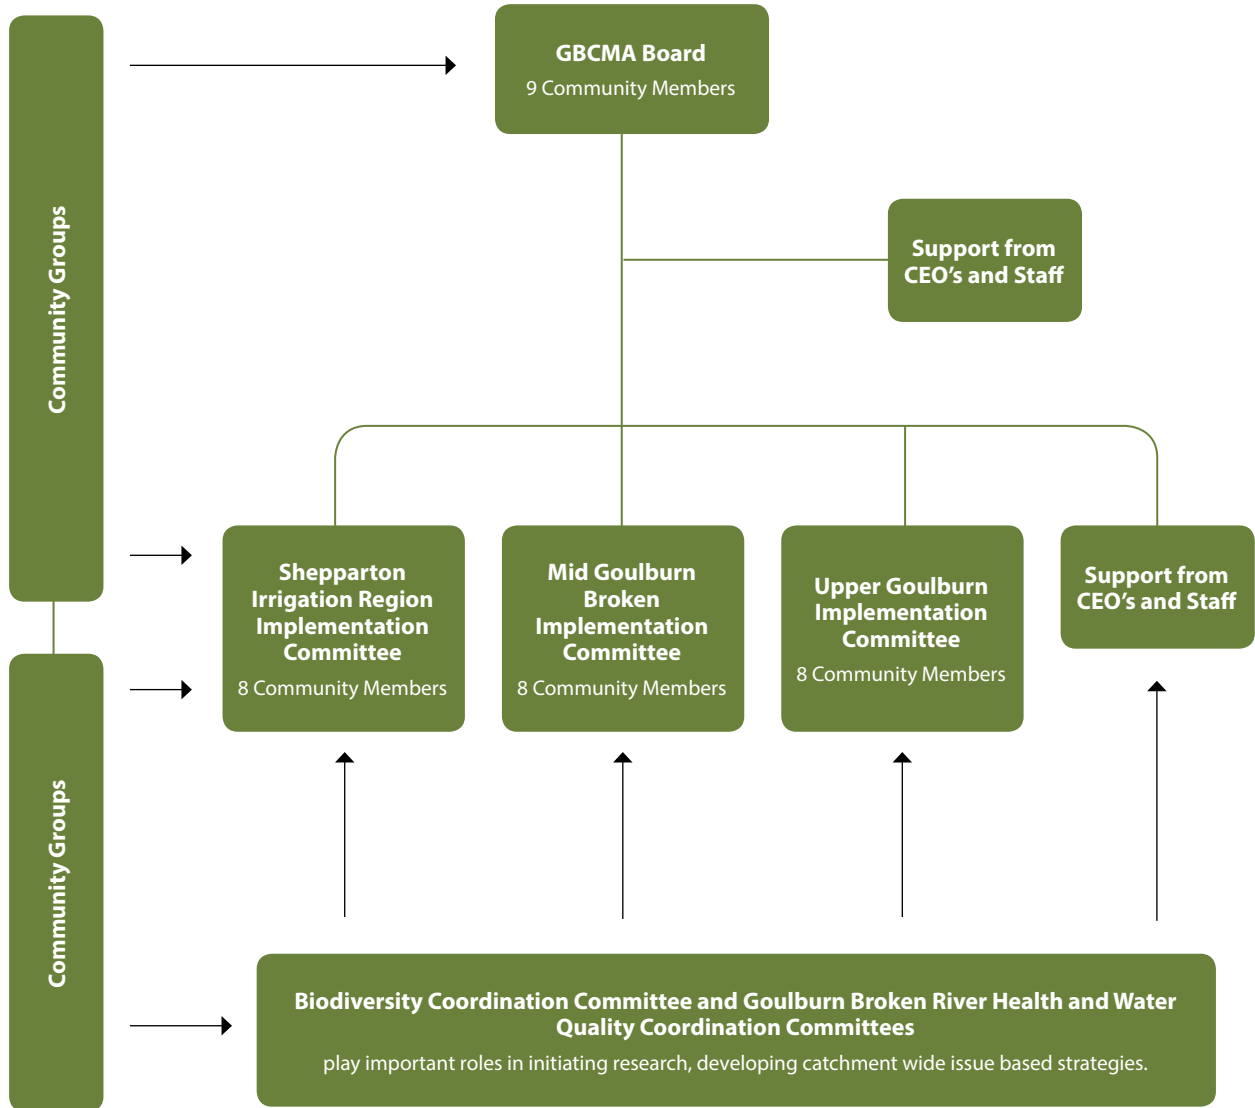 Community Groups
GBCMA Board
9 Community Members
Support from
CEO's and Staff
Shepparton
Irrigation Region
Implementation
Committee
8 Community Members
Mid Goulburn
Broken
Implementation
Committee
8 Community Members
Upper Goulburn
Implementation
Committee
8 Community Members
Support from
CEO's and Staff
Community Groups
Biodiversity Coordination Committee and Goulburn Broken River Health and Water
Quality Coordination Committees
play important roles in initiating research, developing catchment wide issue based strategies.